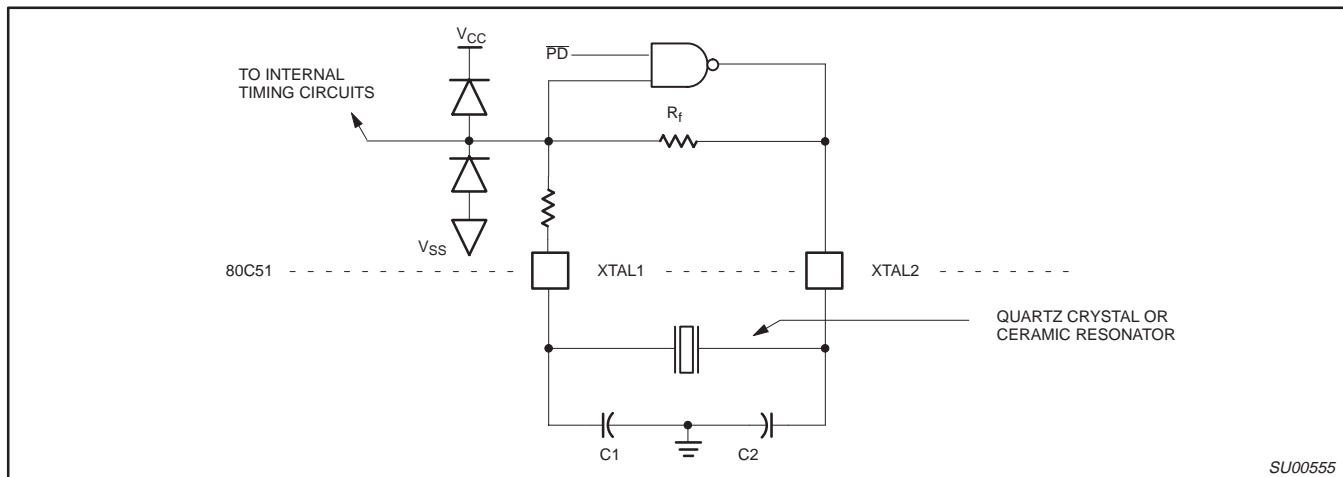 V_CC
PD
TO INTERNAL
TIMING CIRCUITS
R_f
V_SS
80C51
XTAL1
XTAL2
QUARTZ CRYSTAL OR
CERAMIC RESONATOR
C1
C2
SU00555